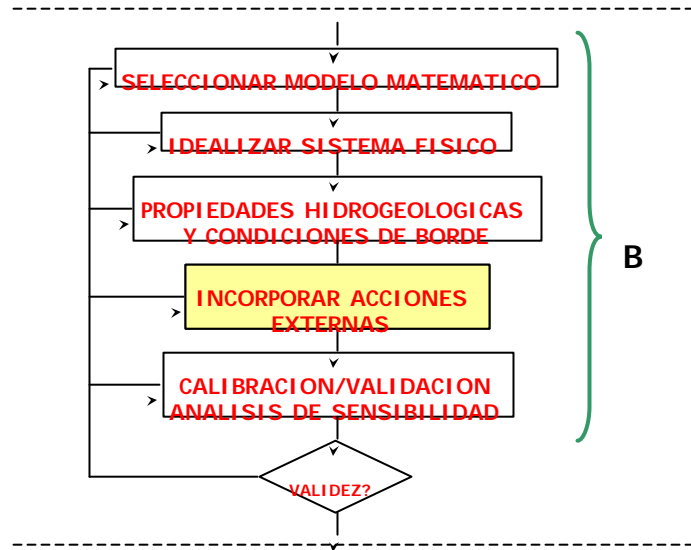 SELECCIONAR MODELO MATEMATICO
IDEALIZAR SISTEMA FISICO
PROPIEDADES HIDROGEOLOGICAS
Y CONDICIONES DE BORDE
B
INCORPORAR ACCIONES
EXTERNAS
CALIBRACION/VALIDACION
ANALISIS DE SENSIBILIDAD
VALIDEZ?